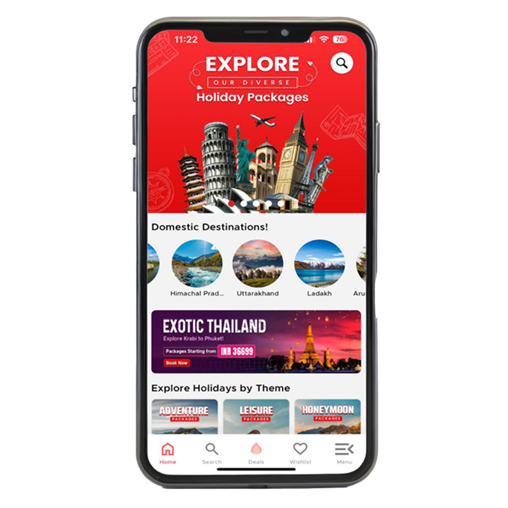 11:22
76
EXPLORE
OUR DIVERSE
Holiday Packages
Domestic Destinations!
Himachal Prad...
Uttarakhand
Ladakh
Aru
EXOTIC THAILAND
Explore Krabi to Phuket!
Packages Starting from INR 36699
Book Now
Explore Holidays by Theme
ADVENTURE
PACKAGES
LEISURE
PACKAGES
HONEYMOON
PACKAGES
Home
Search
Deals
Wishlist
Menu